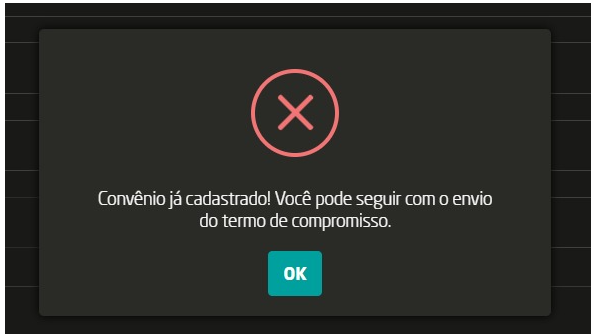 Convênio já cadastrado! Você pode seguir com o envio
do termo de compromisso.
OK